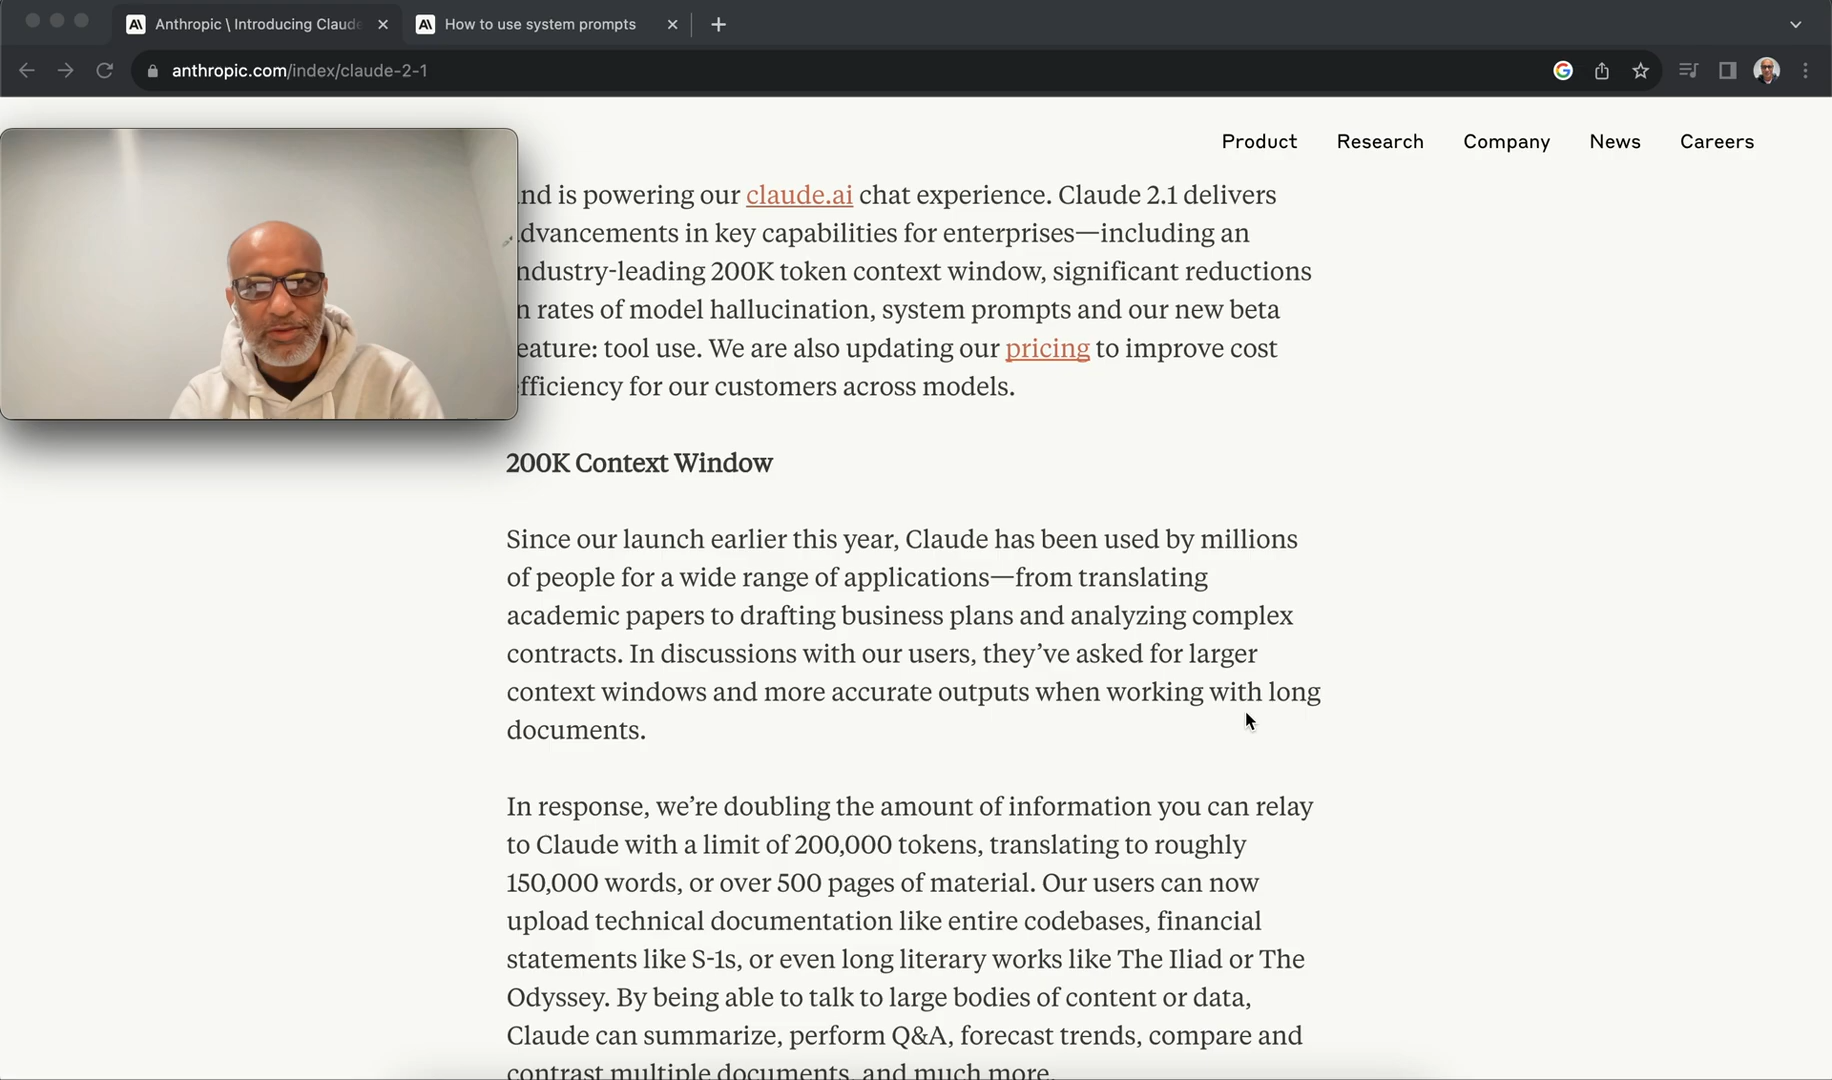 Anthropic \ Introducing Claude
How to use system prompts
anthropic.com/index/claude-2-1
Product Research Company News Careers
is powering our claude.ai chat experience. Claude 2.1 delivers
advancements in key capabilities for enterprises—including an
industry-leading 200K token context window, significant reductions
in rates of model hallucination, system prompts and our new beta
feature: tool use. We are also updating our pricing to improve cost
efficiency for our customers across models.
200K Context Window
Since our launch earlier this year, Claude has been used by millions
of people for a wide range of applications—from translating
academic papers to drafting business plans and analyzing complex
contracts. In discussions with our users, they’ve asked for larger
context windows and more accurate outputs when working with long
documents.
In response, we’re doubling the amount of information you can relay
to Claude with a limit of 200,000 tokens, translating to roughly
150,000 words, or over 500 pages of material. Our users can now
upload technical documentation like entire codebases, financial
statements like S-1s, or even long literary works like The Iliad or The
Odyssey. By being able to talk to large bodies of content or data,
Claude can summarize, perform Q&A, forecast trends, compare and
contrast multiple documents, and much more.